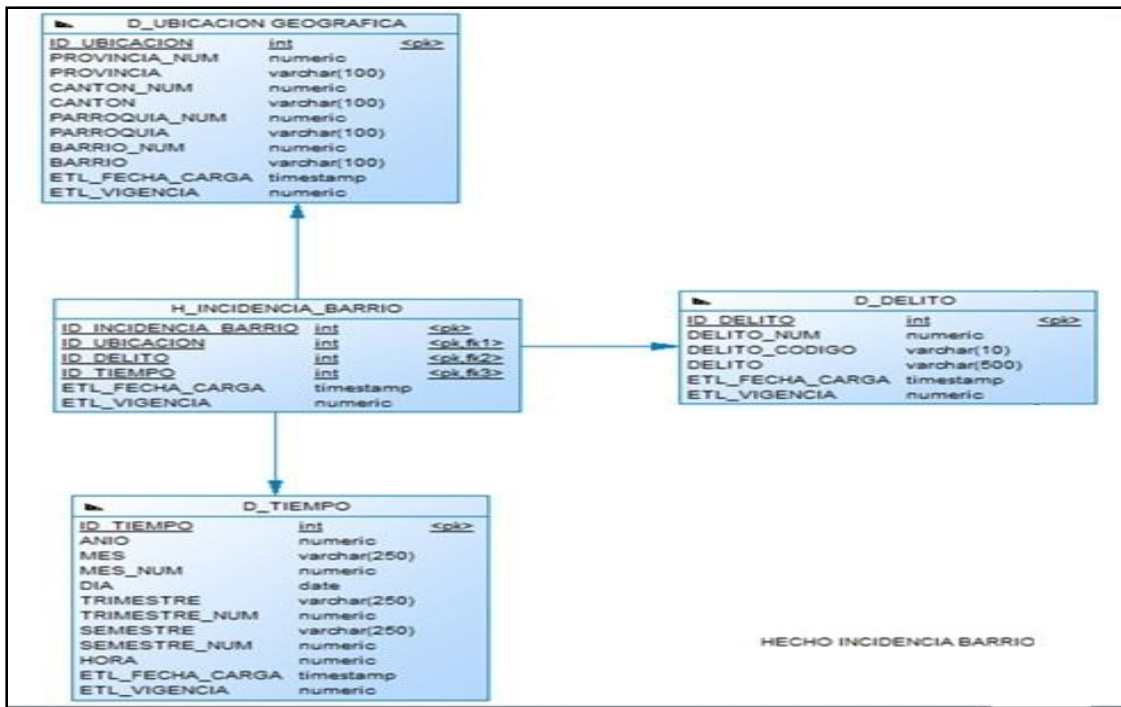 D_UBICACION GEOGRAFICA
ID_UBICACION int <pk>
PROVINCIA_NUM numeric
PROVINCIA varchar(100)
CANTON_NUM numeric
CANTON varchar(100)
PARROQUIA_NUM numeric
PARROQUIA varchar(100)
BARRIO_NUM numeric
BARRIO varchar(100)
ETL_FECHA_CARGA timestamp
ETL_VIGENCIA numeric
H_INCIDENCIA_BARRIO
ID_INCIDENCIA_BARRIO int <pk>
ID_UBICACION int <pk,fk1>
ID_DELITO int <pk,fk2>
ID_TIEMPO int <pk,fk3>
ETL_FECHA_CARGA timestamp
ETL_VIGENCIA numeric
D_DELITO
ID_DELITO int <pk>
DELITO_NUM numeric
DELITO_CODIGO varchar(10)
DELITO varchar(500)
ETL_FECHA_CARGA timestamp
ETL_VIGENCIA numeric
D_TIEMPO
ID_TIEMPO int <pk>
ANIO numeric
MES varchar(250)
MES_NUM numeric
DIA date
TRIMESTRE varchar(250)
TRIMESTRE_NUM numeric
SEMESTRE varchar(250)
SEMESTRE_NUM numeric
HORA numeric
ETL_FECHA_CARGA timestamp
ETL_VIGENCIA numeric
HECHO INCIDENCIA BARRIO